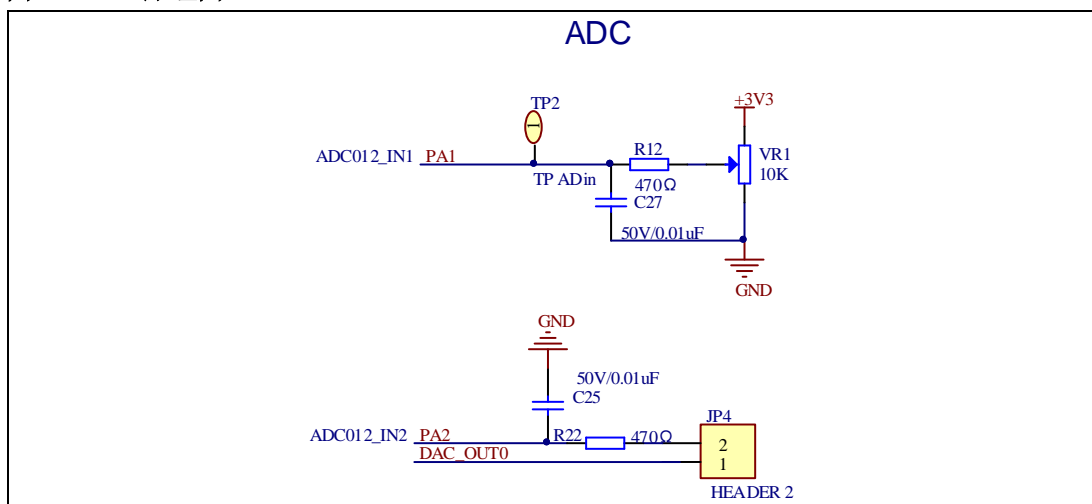 ADC
TP2
1
+3V3
ADC012_IN1 PA1
R12
VR1
TP ADin
470Ω
10K
C27
50V/0.01uF
GND
GND
50V/0.01uF
C25
JP4
ADC012_IN2 PA2
R22 470Ω
2
DAC_OUT0
1
HEADER 2